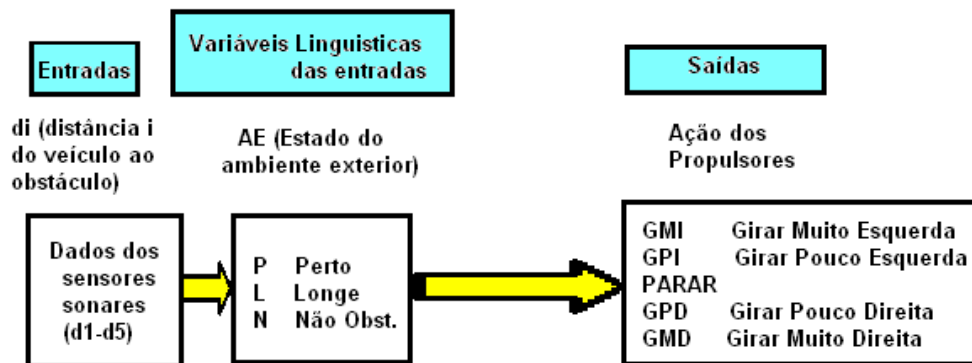 Entradas
Variáveis Linguisticas
das entradas
Saídas
di (distância i
do veículo ao
obstáculo)
AE (Estado do
ambiente exterior)
Ação dos
Propulsores
Dados dos
sensores
sonares
(d1-d5)
P Perto
L Longe
N Não Obst.
GMI Girar Muito Esquerda
GPI Girar Pouco Esquerda
PARAR
GPD Girar Pouco Direita
GMD Girar Muito Direita